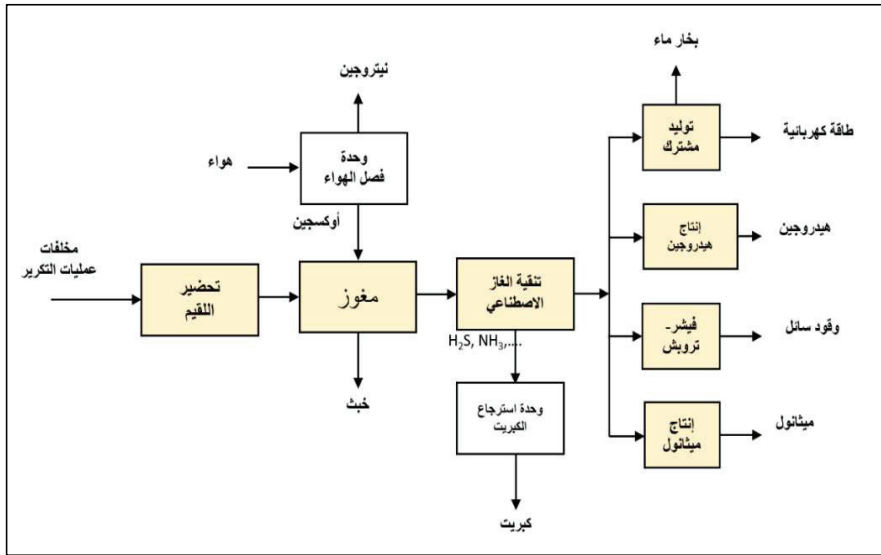 بخار ماء
نيتروجين
توليد
مشترك
طاقة كهربائية
وحدة
فصل الهواء
هواء
أوكسجين
إنتاج
هيدروجين
هيدروجين
مخلفات
عمليات التكرير
تحضير
اللقيم
مغوز
تنقية الغاز
الاصطناعي
H₂S, NH₃,....
فيشر-
تروبش
وقود سائل
خبث
وحدة استرجاع
الكبريت
إنتاج
ميثانول
ميثانول
كبريت